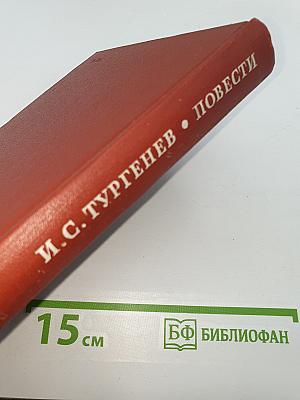 И.С.ТУРГЕНЕВ • ПОВЕСТИ
15 см
БФ БИБЛИОФАН